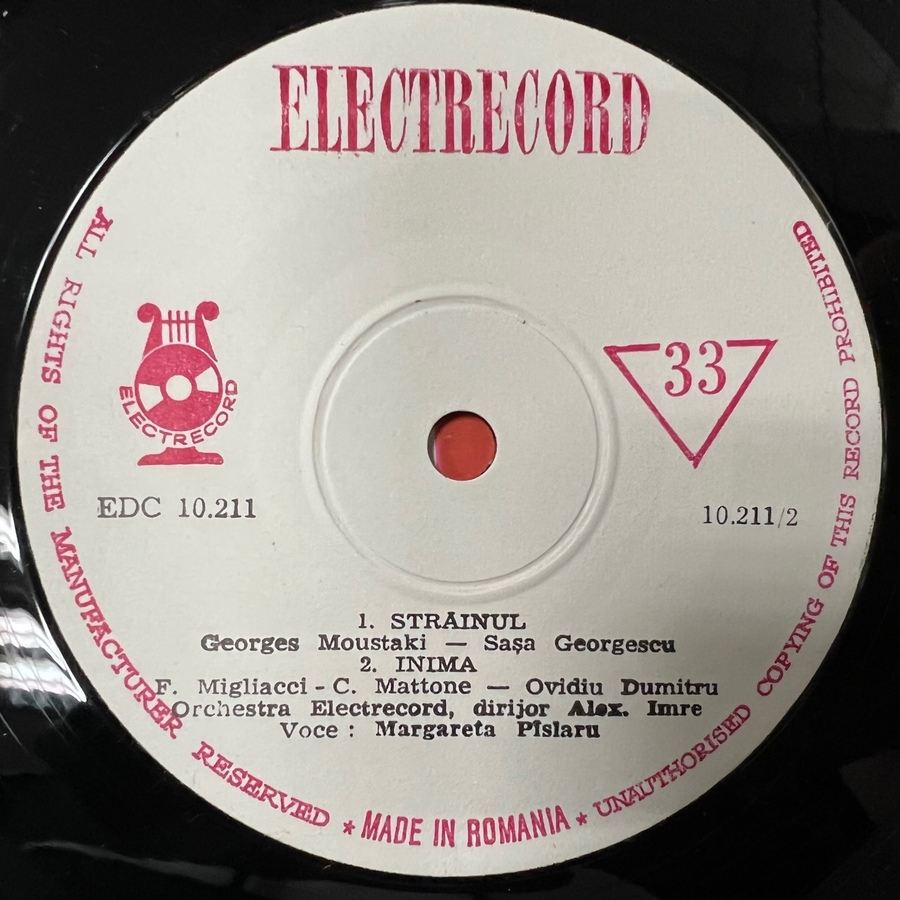 ELECTRECORD
33
ELECTRECORD
EDC 10.211
10.211/2
1. STRĂINUL
Georges Moustaki — Sașa Georgescu
2. INIMA
F. Migliacci - C. Mattone — Ovidiu Dumitru
Orchestra Electrecord, dirijor Alex. Imre
Voce : Margareta Pîslaru
ALL RIGHTS OF THE MANUFACTURER RESERVED * MADE IN ROMANIA * UNAUTHORISED COPYING OF THIS RECORD PROHIBITED